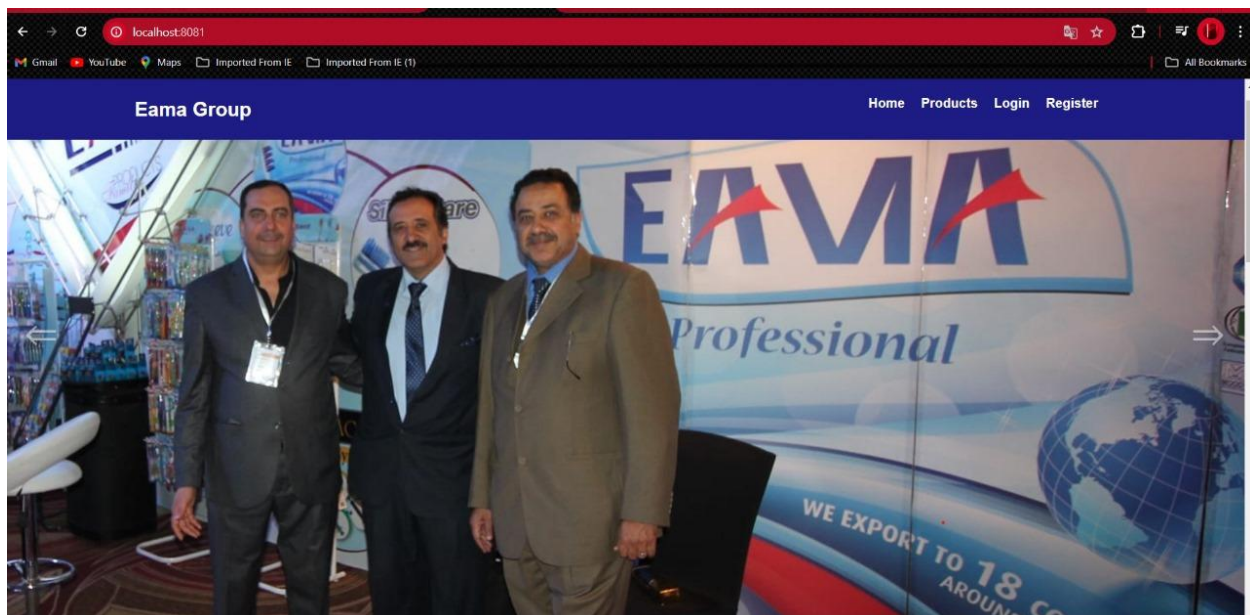 localhost:8081
Gmail YouTube Maps Imported From IE Imported From IE (1) All Bookmarks
Eama Group Home Products Login Register
EAMA
Professional
WE EXPORT TO 18